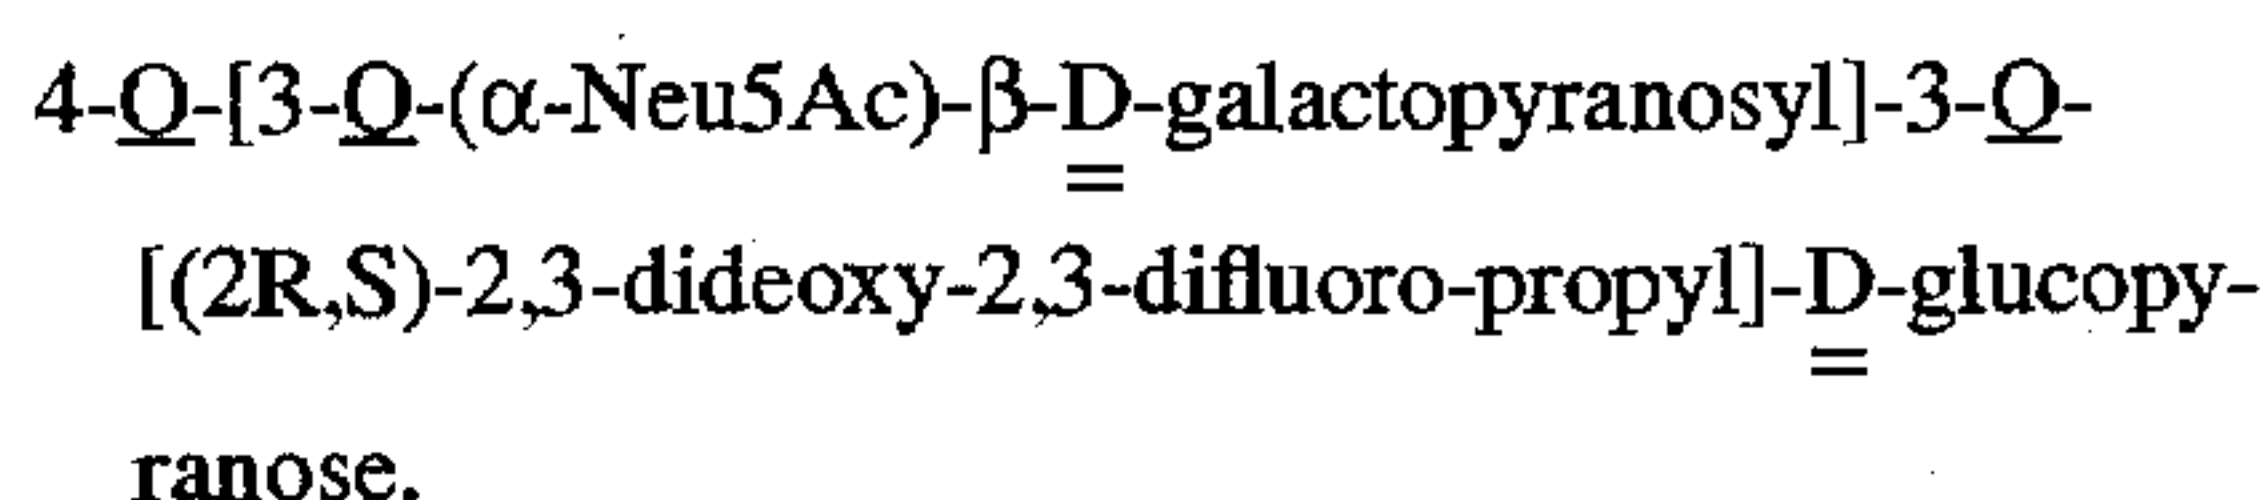 4-O-[3-O-(α-Neu5Ac)-β-D-galactopyranosyl]-3-O-
[(2R,S)-2,3-dideoxy-2,3-difluoro-propyl]-D-glucopy-
ranose.